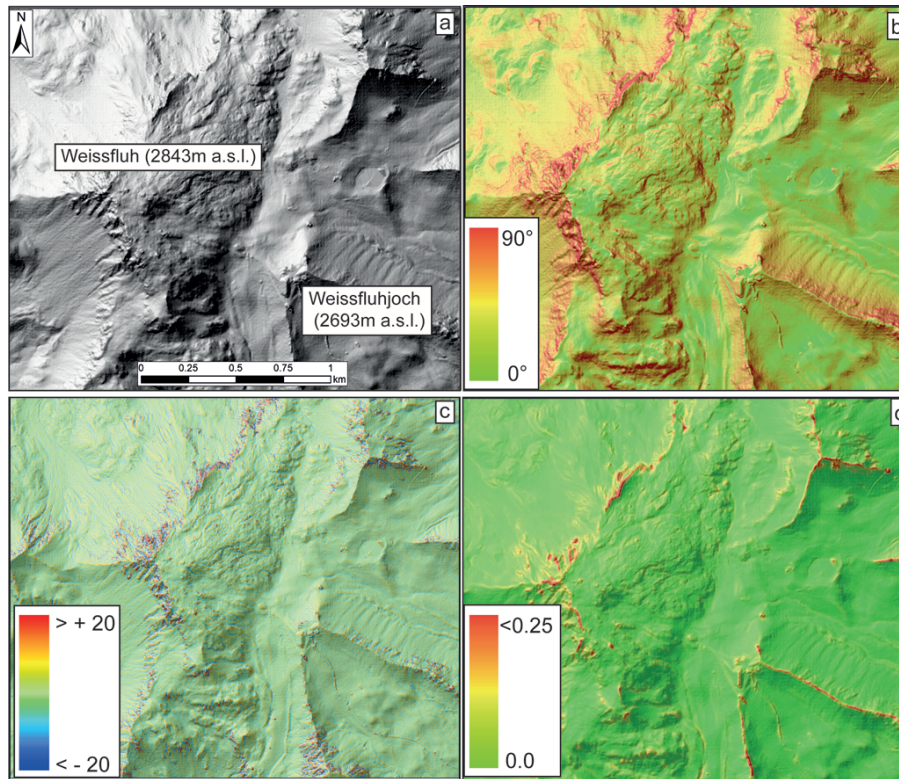 N
a
Weissfluh (2843m a.s.l.)
Weissfluhjoch
(2693m a.s.l.)
0 0.25 0.5 0.75 1
km
b
90°
0°
c
> + 20
< - 20
d
<0.25
0.0